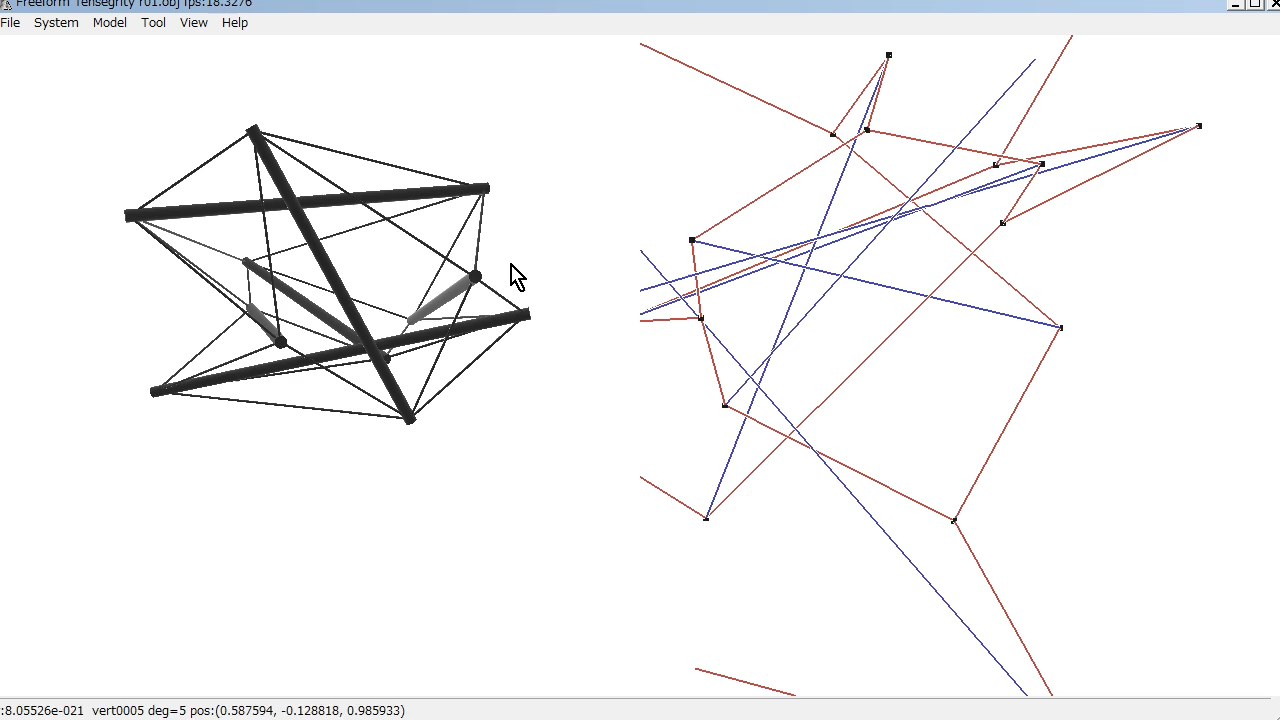 Freeform Tensegrity r01.obj fps:18.3276
File System Model Tool View Help
:8.05526e-021 vert0005 deg=5 pos:(0.587594, -0.128818, 0.985933)